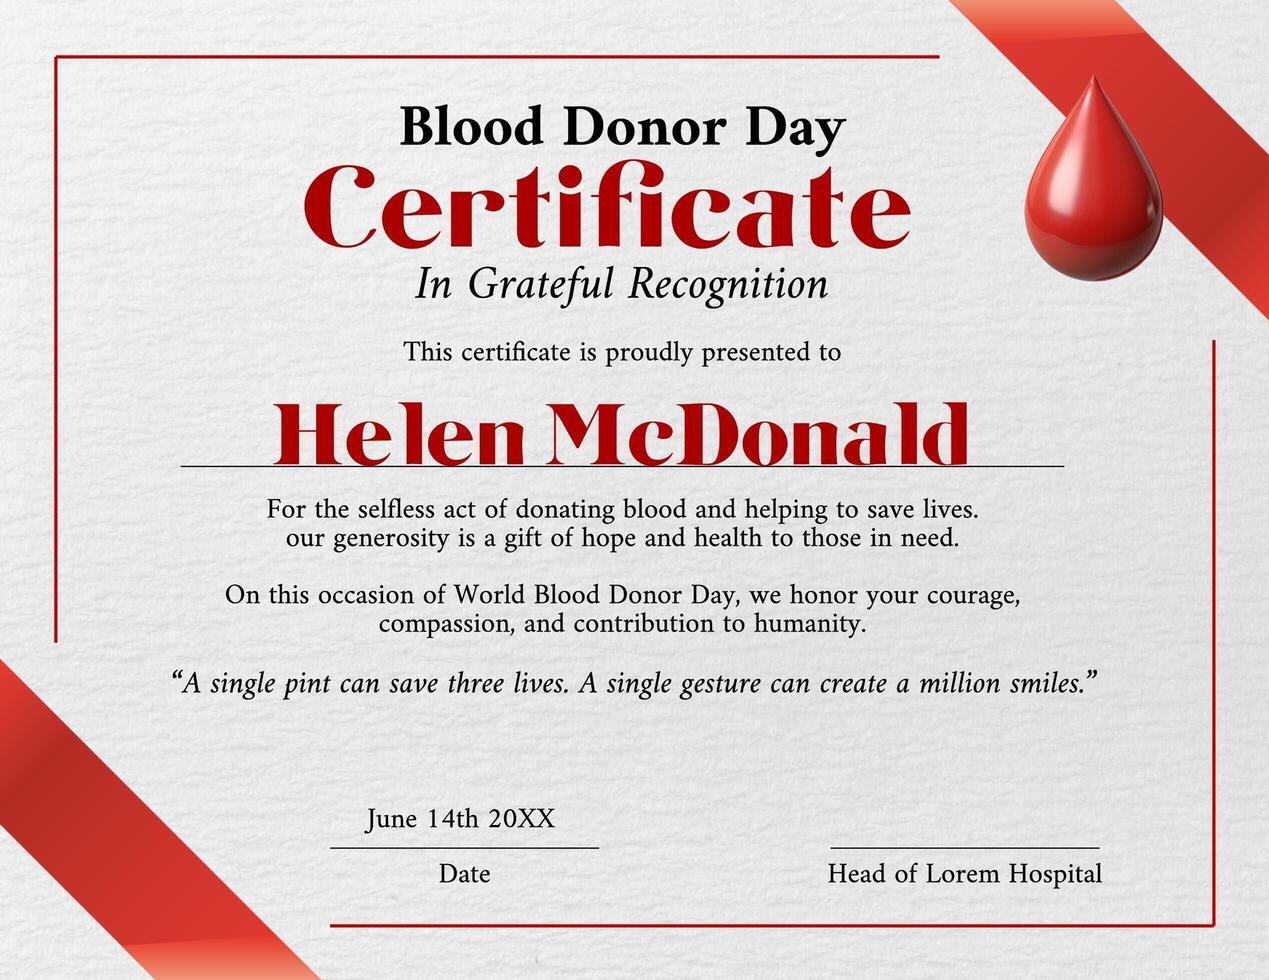 Blood Donor Day
Certificate
In Grateful Recognition
This certificate is proudly presented to
Helen McDonald
For the selfless act of donating blood and helping to save lives.
our generosity is a gift of hope and health to those in need.
On this occasion of World Blood Donor Day, we honor your courage,
compassion, and contribution to humanity.
“A single pint can save three lives. A single gesture can create a million smiles.”
June 14th 20XX
Date
Head of Lorem Hospital